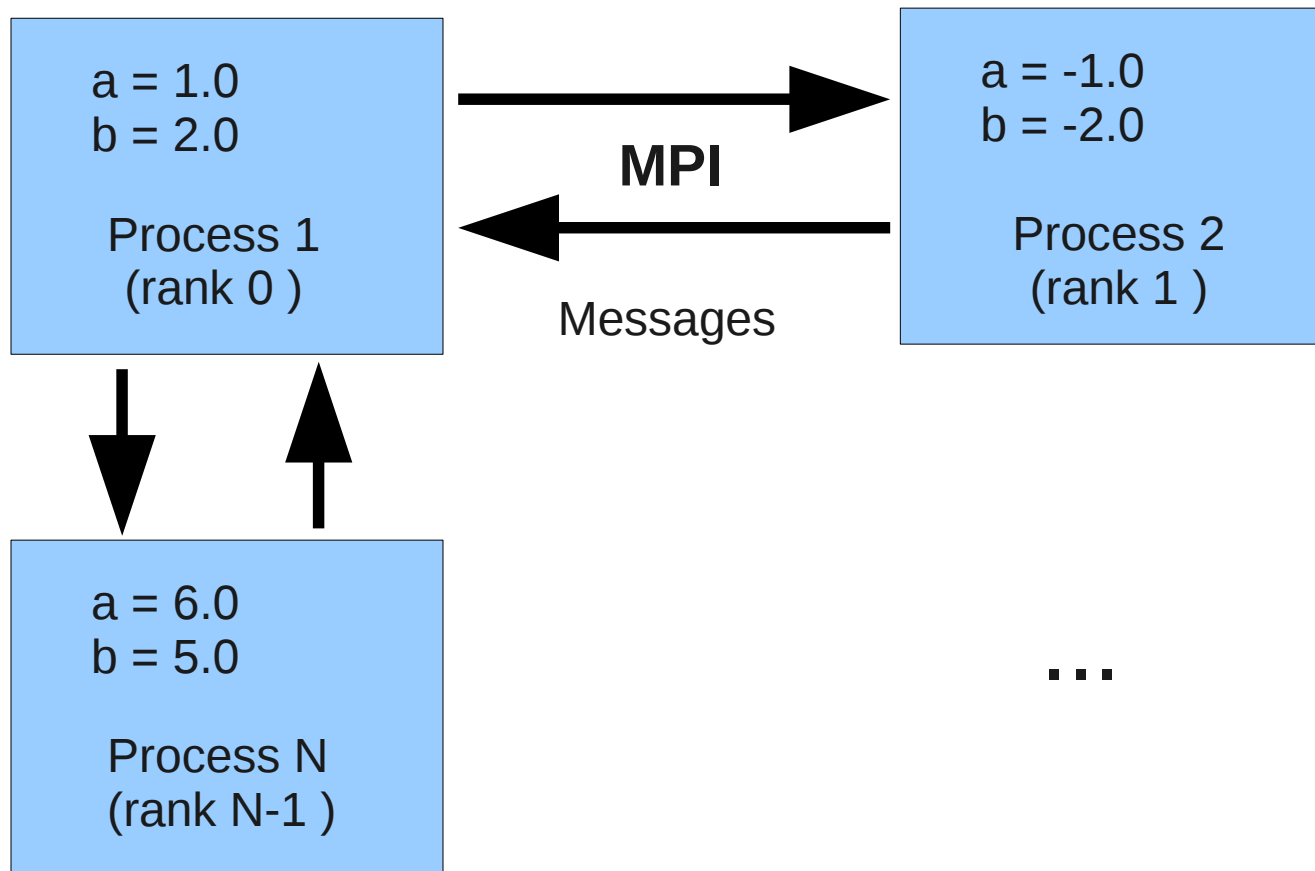 a = 1.0
b = 2.0
Process 1
(rank 0 )
MPI
Messages
a = -1.0
b = -2.0
Process 2
(rank 1 )
a = 6.0
b = 5.0
Process N
(rank N-1 )
...